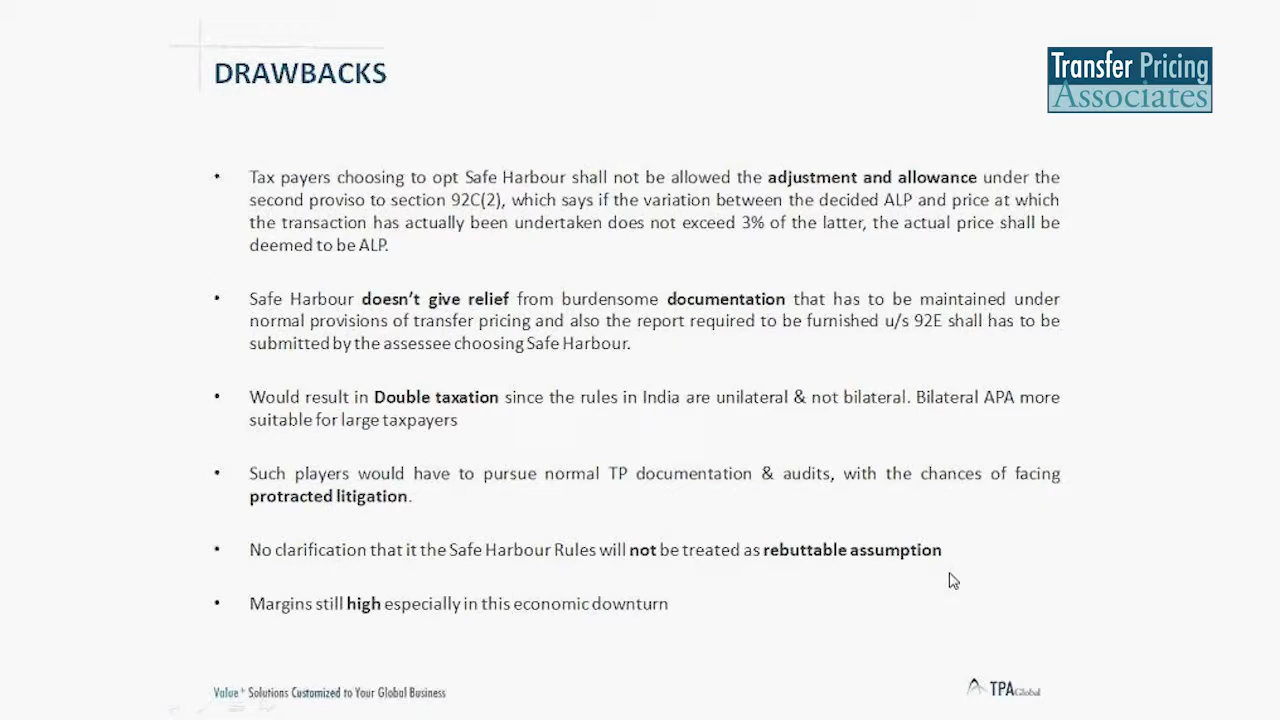 DRAWBACKS
Transfer Pricing
Associates
• Tax payers choosing to opt Safe Harbour shall not be allowed the adjustment and allowance under the
second proviso to section 92C(2), which says if the variation between the decided ALP and price at which
the transaction has actually been undertaken does not exceed 3% of the latter, the actual price shall be
deemed to be ALP.
• Safe Harbour doesn't give relief from burdensome documentation that has to be maintained under
normal provisions of transfer pricing and also the report required to be furnished u/s 92E shall has to be
submitted by the assessee choosing Safe Harbour.
• Would result in Double taxation since the rules in India are unilateral & not bilateral. Bilateral APA more
suitable for large taxpayers
• Such players would have to pursue normal TP documentation & audits, with the chances of facing
protracted litigation.
• No clarification that it the Safe Harbour Rules will not be treated as rebuttable assumption
• Margins still high especially in this economic downturn
Value+ Solutions Customized to Your Global Business
TPA Global